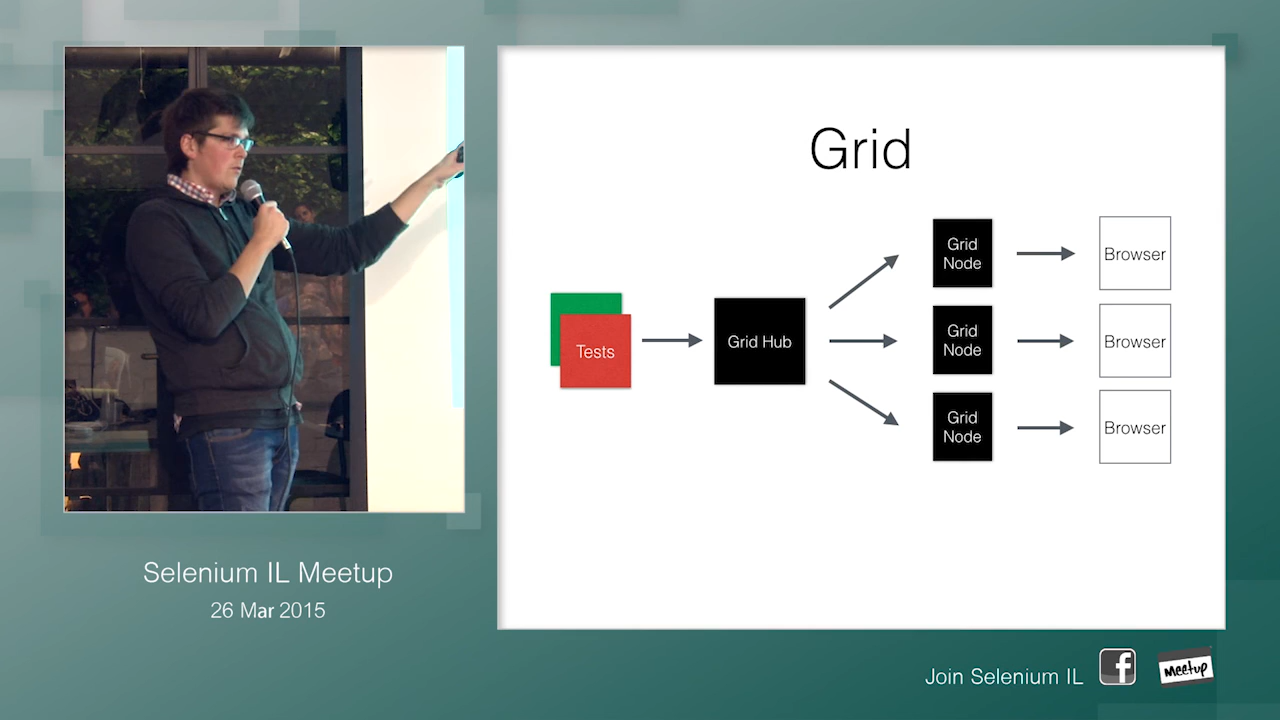 Grid
Tests
Grid Hub
Grid
Node
Browser
Grid
Node
Browser
Grid
Node
Browser
Selenium IL Meetup
26 Mar 2015
Join Selenium IL
f
Meetup